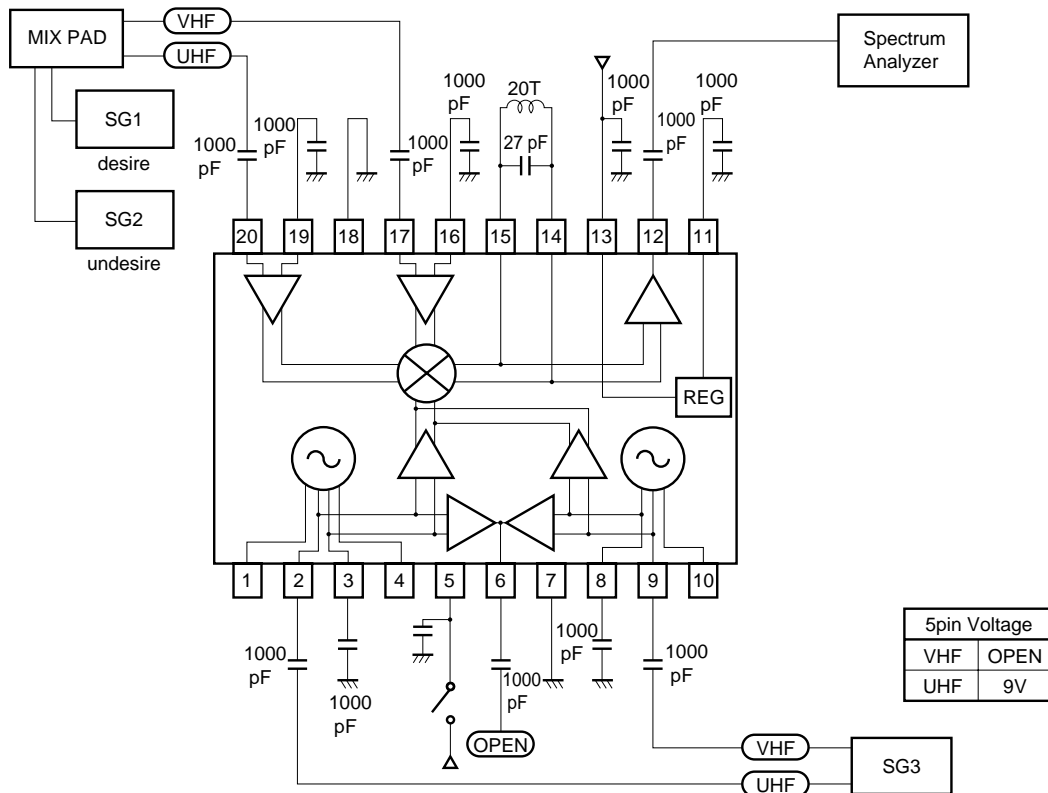 MIX PAD
VHF
UHF
SG1
desire
SG2
undesire
Spectrum
Analyzer
1000
pF
1000
pF
1000
pF
1000
pF
20T
27 pF
1000
pF
1000
pF
1000
pF
20
19
18
17
16
15
14
13
12
11
REG
1
2
3
4
5
6
7
8
9
10
1000
pF
1000
pF
1000
pF
OPEN
1000
pF
1000
pF
5pin Voltage
VHF OPEN
UHF 9V
VHF
UHF
SG3